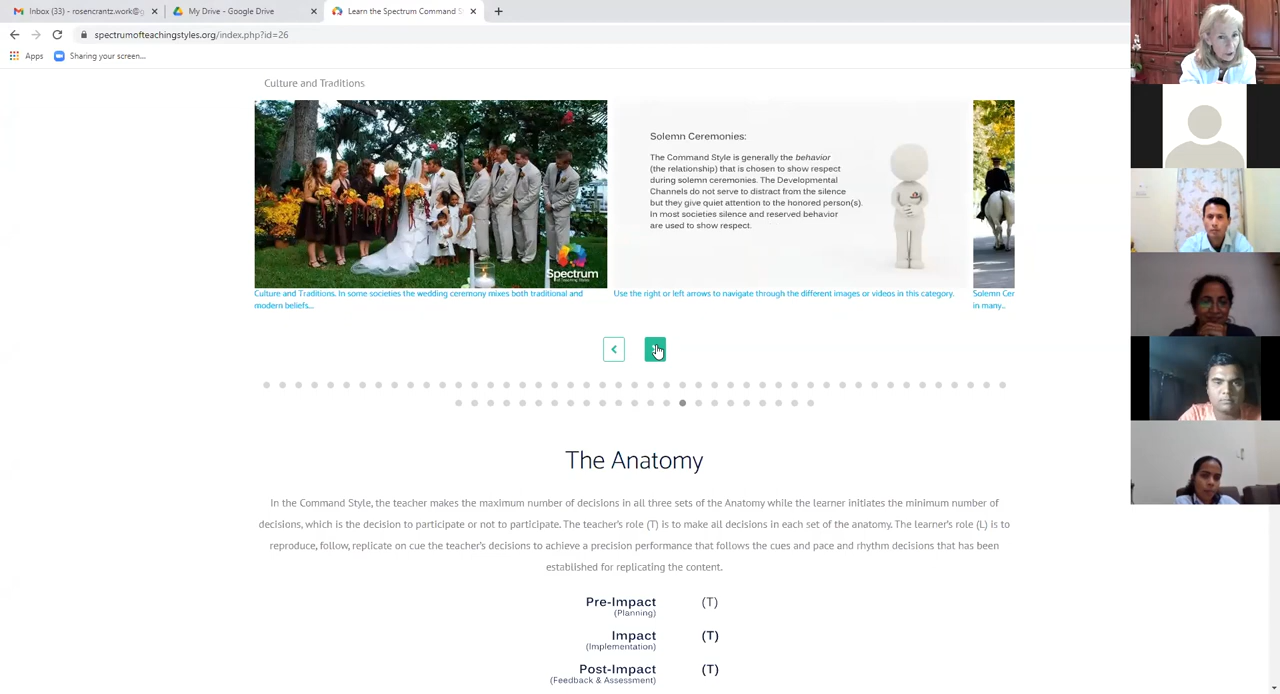 Inbox (33) - rosencrantz.work@g
My Drive - Google Drive
Learn the Spectrum Command S
spectrumofteachingstyles.org/index.php?id=26
Apps
Sharing your screen...
Culture and Traditions
Solemn Ceremonies:
The Command Style is generally the behavior
(the relationship) that is chosen to show respect
during solemn ceremonies. The Developmental
Channels do not serve to distract from the silence
but they give quiet attention to the honored person(s).
In most societies silence and reserved behavior
are used to show respect.
Spectrum
of Teaching Styles
Culture and Traditions. In some societies the wedding ceremony mixes both traditional and
modern beliefs...
Use the right or left arrows to navigate through the different images or videos in this category.
Solemn Cer
in many..
The Anatomy
In the Command Style, the teacher makes the maximum number of decisions in all three sets of the Anatomy while the learner initiates the minimum number of
decisions, which is the decision to participate or not to participate. The teacher's role (T) is to make all decisions in each set of the anatomy. The learner's role (L) is to
reproduce, follow, replicate on cue the teacher's decisions to achieve a precision performance that follows the cues and pace and rhythm decisions that has been
established for replicating the content.
Pre-Impact (T)
(Planning)
Impact (T)
(Implementation)
Post-Impact (T)
(Feedback & Assessment)